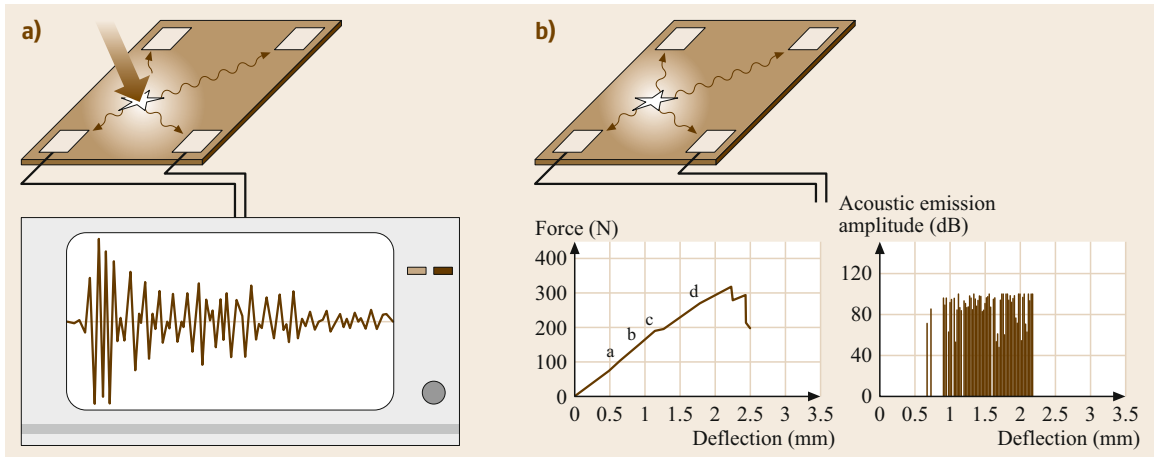 a)
b)
Force (N)
400
300
200
100
0
a
b
c
d
0 0.5 1 1.5 2 2.5 3 3.5
Deflection (mm)
Acoustic emission
amplitude (dB)
120
80
40
0
0 0.5 1 1.5 2 2.5 3 3.5
Deflection (mm)